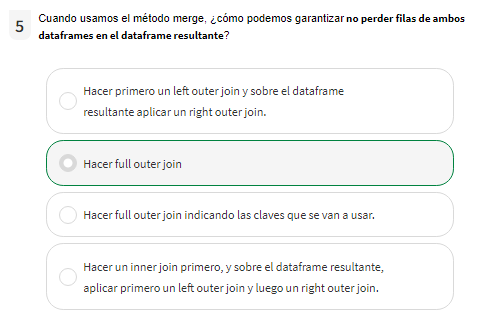 5
Cuando usamos el método merge, ¿cómo podemos garantizar no perder filas de ambos
dataframes en el dataframe resultante?
Hacer primero un left outer join y sobre el dataframe
resultante aplicar un right outer join.
Hacer full outer join
Hacer full outer join indicando las claves que se van a usar.
Hacer un inner join primero, y sobre el dataframe resultante,
aplicar primero un left outer join y luego un right outer join.